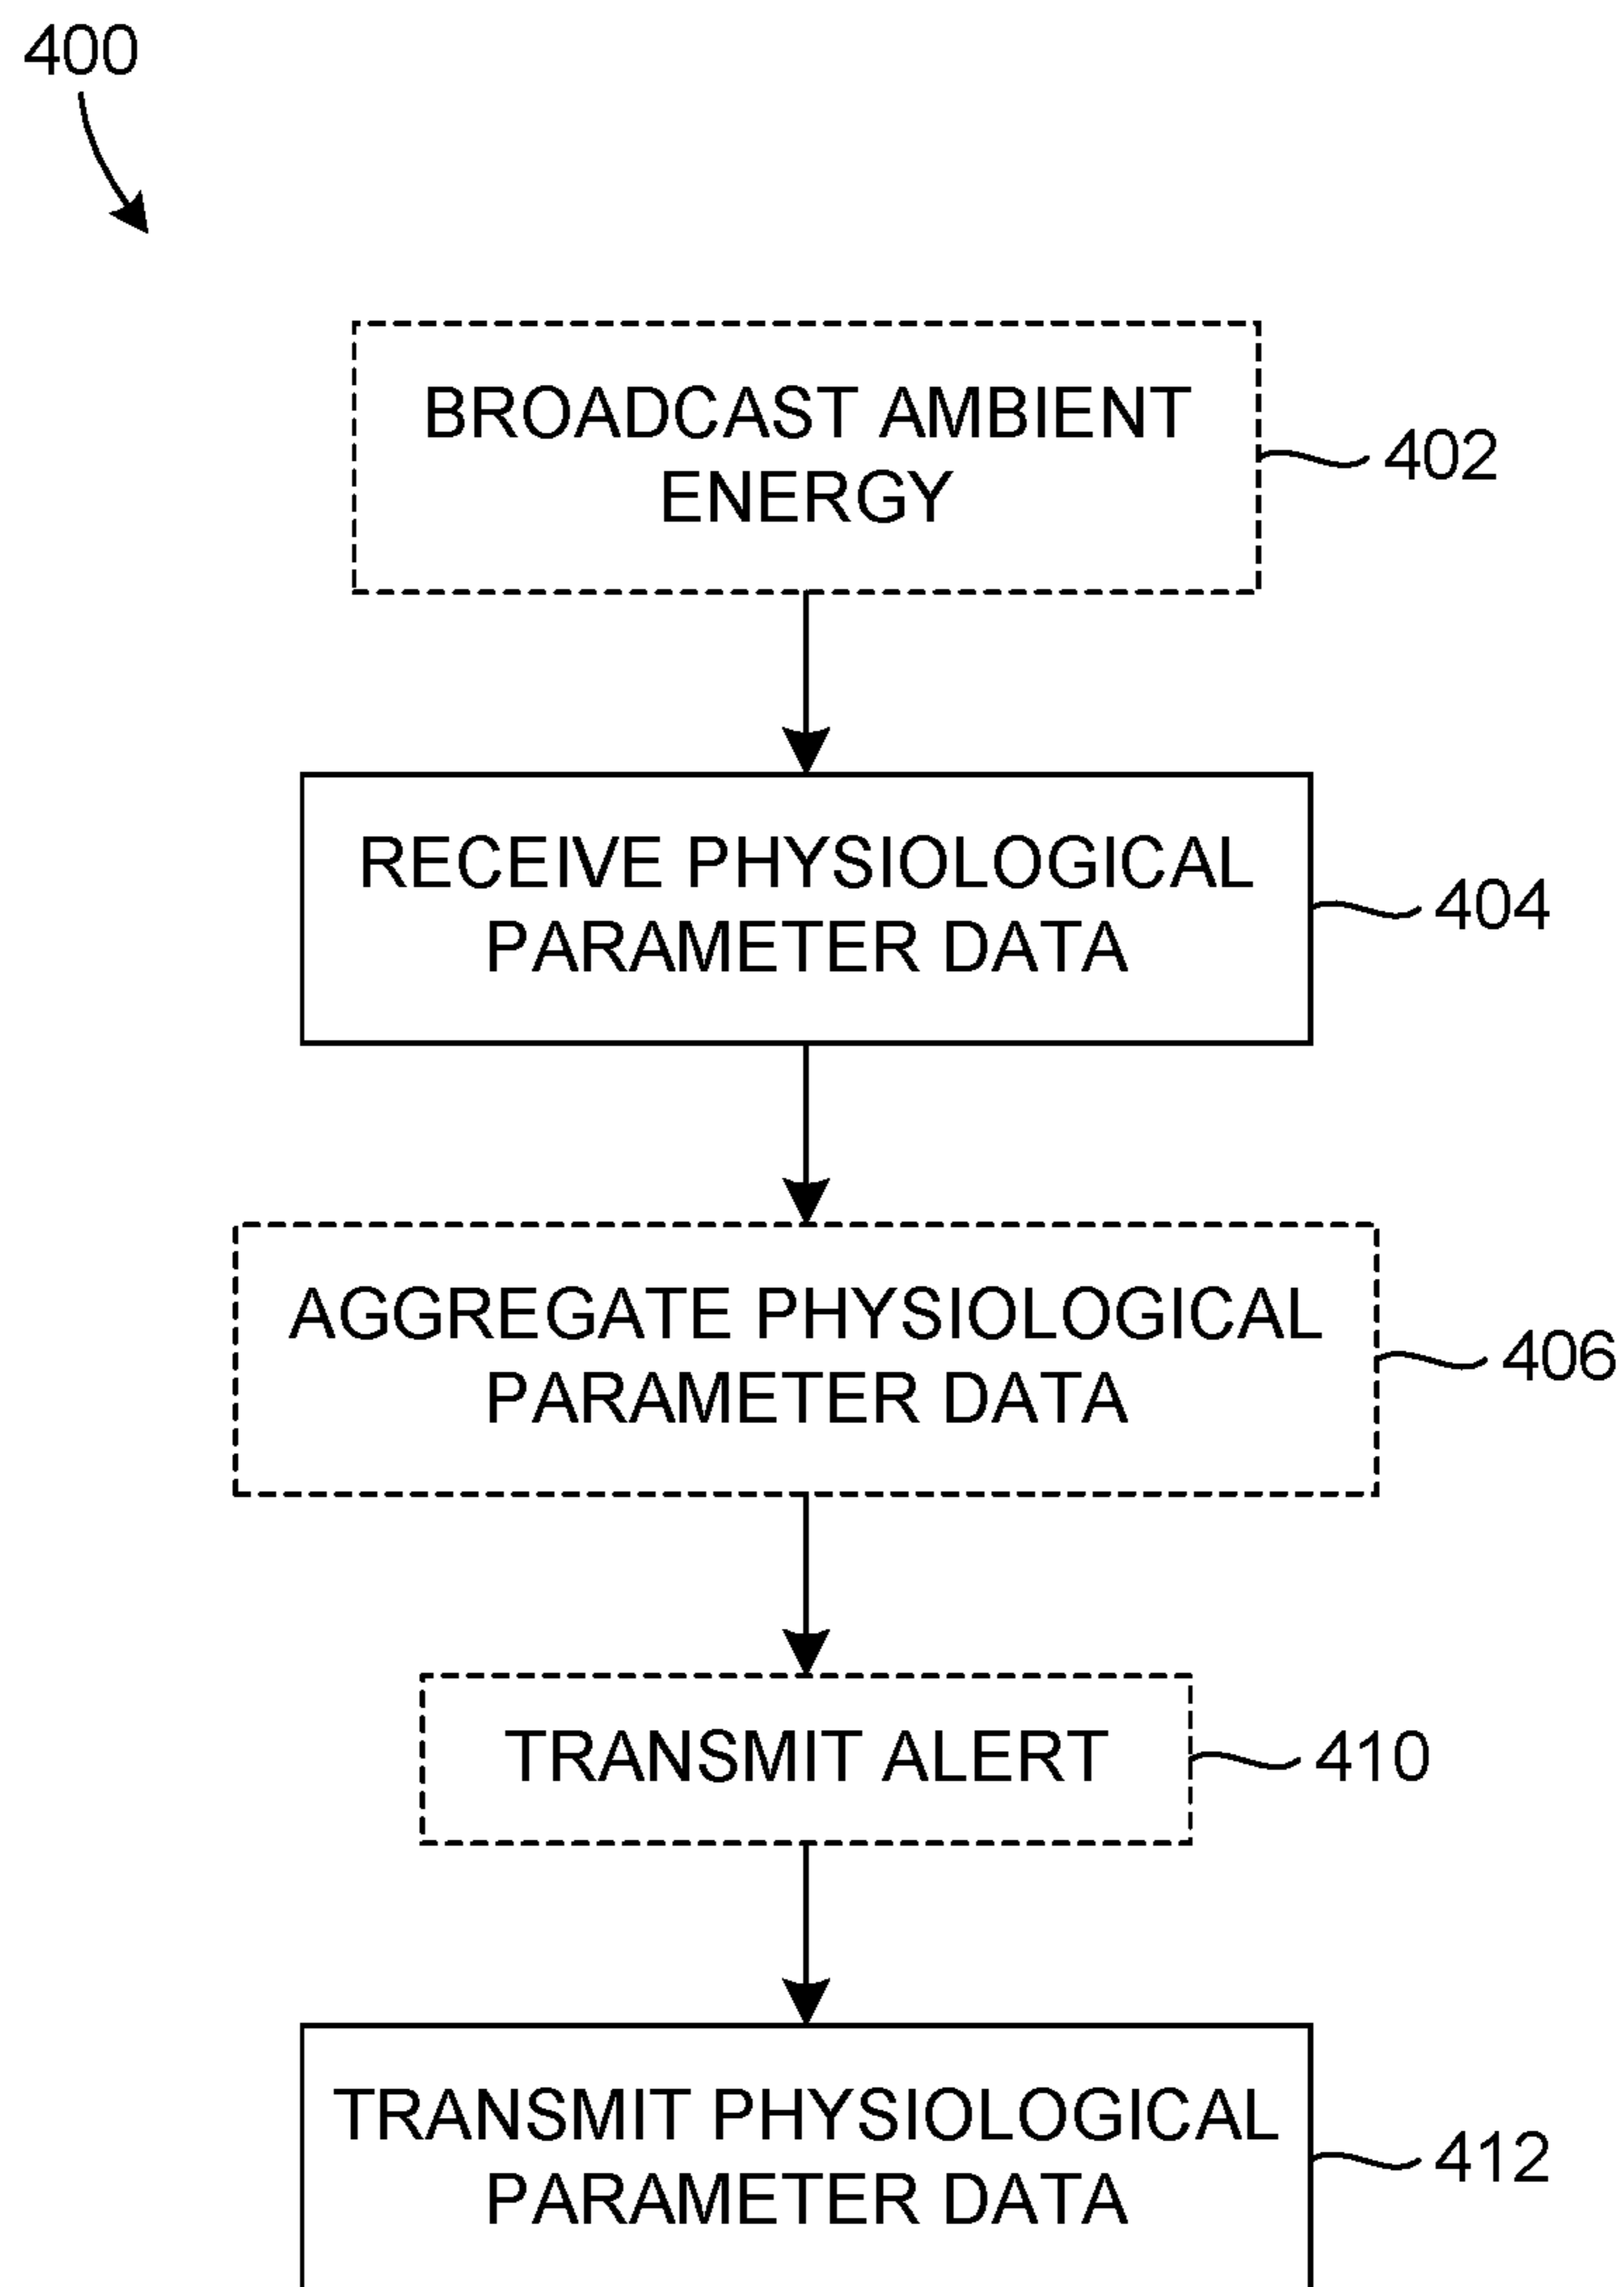 400
BROADCAST AMBIENT
ENERGY
402
RECEIVE PHYSIOLOGICAL
PARAMETER DATA
404
AGGREGATE PHYSIOLOGICAL
PARAMETER DATA
406
TRANSMIT ALERT
410
TRANSMIT PHYSIOLOGICAL
PARAMETER DATA
412